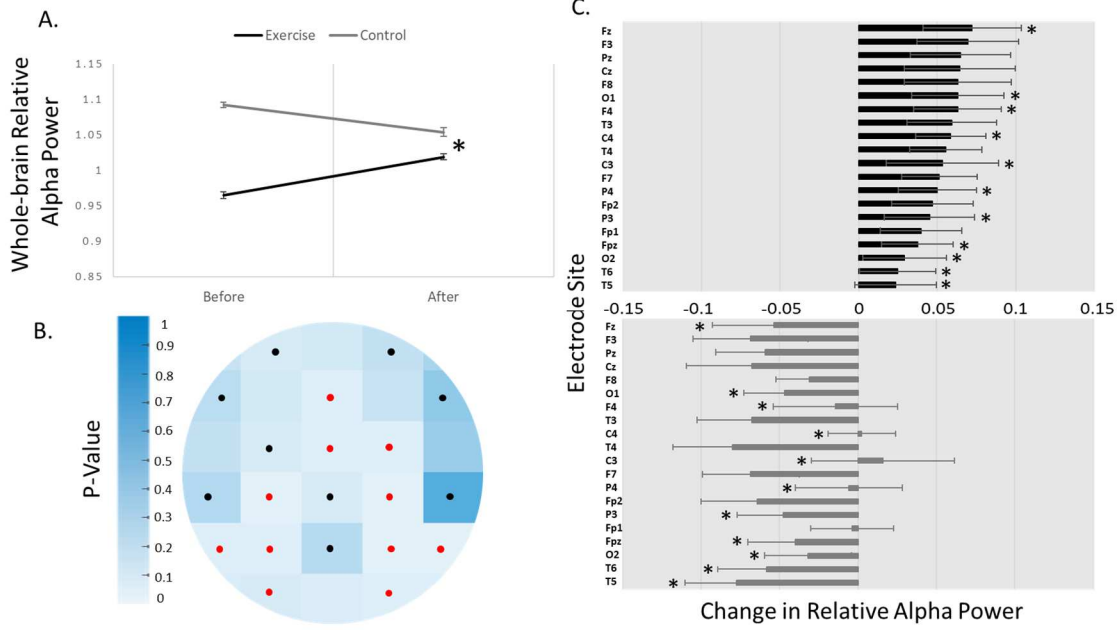 A.
Exercise Control
Whole-brain Relative
Alpha Power
1.15
1.1
1.05
1
0.95
0.9
0.85
*
Before After
B.
P-Value
1
0.9
0.8
0.7
0.6
0.5
0.4
0.3
0.2
0.1
0
C.
Electrode Site
Fz *
F3
Pz
Cz
F8
O1 *
F4 *
T3
C4 *
T4
C3 *
F7
P4 *
Fp2
P3 *
Fp1
Fpz *
O2 *
T6 *
T5 *
-0.15 -0.1 -0.05 0 0.05 0.1 0.15
Fz *
F3
Pz
Cz
F8
O1 *
F4 *
T3
C4 *
T4
C3 *
F7
P4 *
Fp2
P3 *
Fp1
Fpz *
O2 *
T6 *
T5 *
Change in Relative Alpha Power